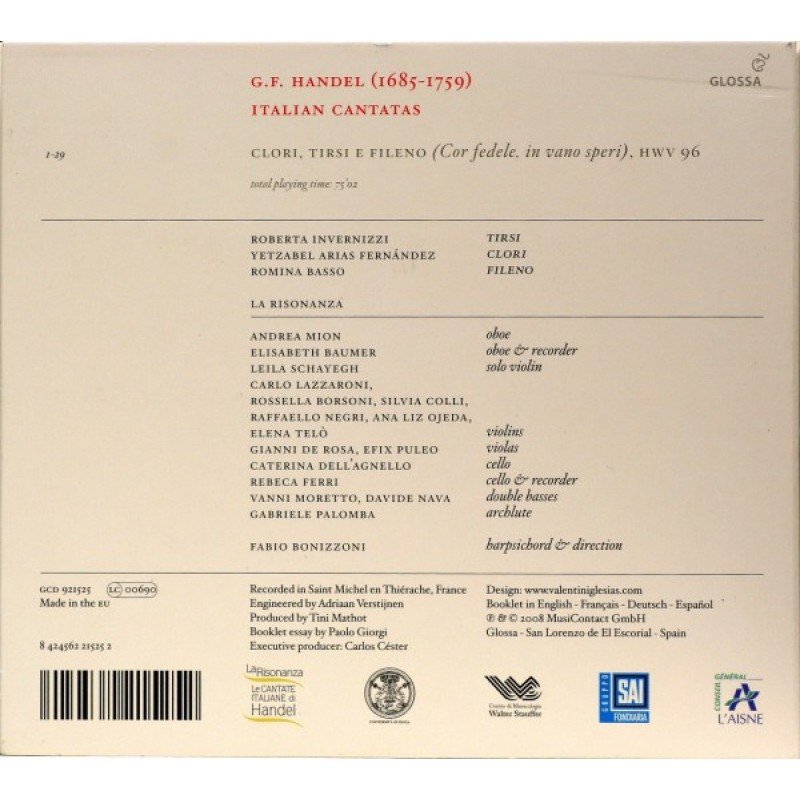 G.F. HANDEL (1685-1759)
GLOSSA
ITALIAN CANTATAS
1-29 CLORI, TIRSI E FILENO (Cor fedele, in vano speri), HWV 96
total playing time: 75'02
ROBERTA INVERNIZZI TIRSI
YETZABEL ARIAS FERNÁNDEZ CLORI
ROMINA BASSO FILENO
LA RISONANZA
ANDREA MION oboe
ELISABETH BAUMER oboe & recorder
LEILA SCHAYEGH solo violin
CARLO LAZZARONI,
ROSSELLA BORSONI, SILVIA COLLI,
RAFFAELLO NEGRI, ANA LIZ OJEDA,
ELENA TELÒ violins
GIANNI DE ROSA, EFIX PULEO violas
CATERINA DELL'AGNELLO cello
REBECA FERRI cello & recorder
VANNI MORETTO, DAVIDE NAVA double basses
GABRIELE PALOMBA archlute
FABIO BONIZZONI harpsichord & direction
GCD 921525 LC 00690
Made in the EU
8 424562 21525 2
Recorded in Saint Michel en Thiérache, France
Engineered by Adriaan Verstijnen
Produced by Tini Mathot
Booklet essay by Paolo Giorgi
Executive producer: Carlos Céster
Design: www.valentiniglesias.com
Booklet in English - Français - Deutsch - Español
℗ & © 2008 MusiContact GmbH
Glossa - San Lorenzo de El Escorial - Spain
La Risonanza
Le CANTATE
ITALIANE di
Handel
Centro di Musicologia
Walter Stauffer
GRUPPO
SAI
FONDIARIA
CONSEIL GÉNÉRAL
L'AISNE